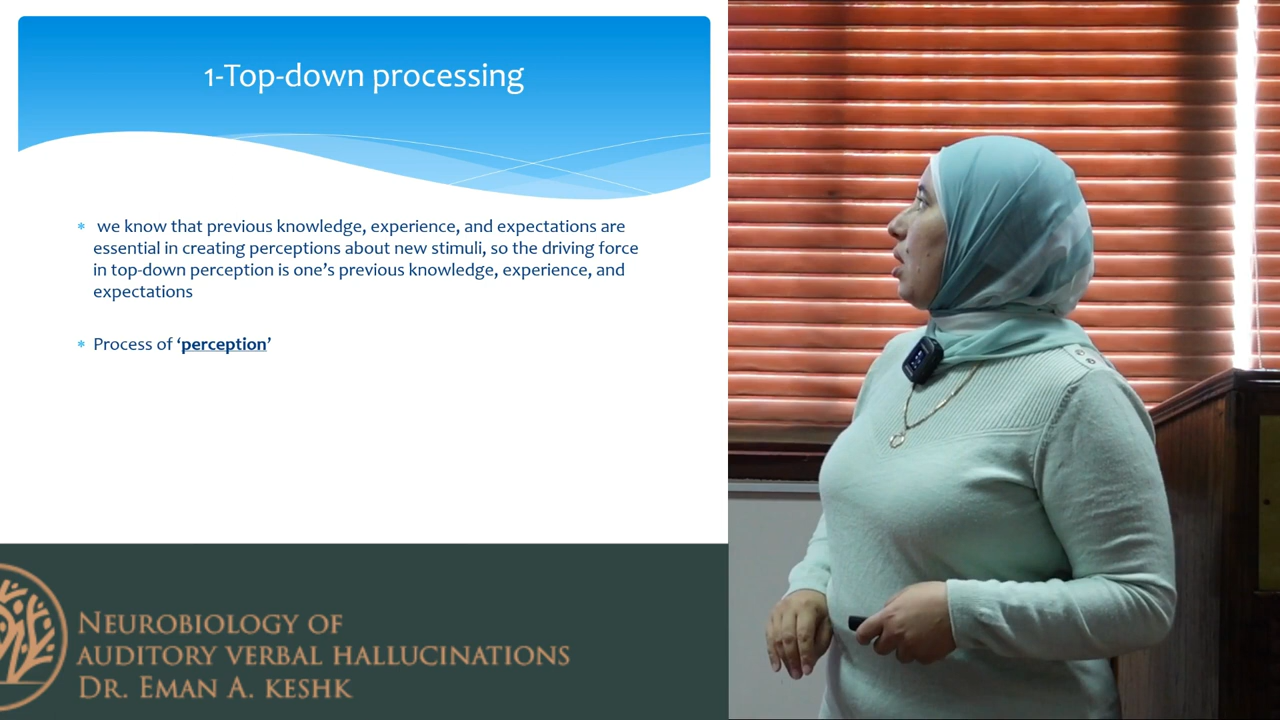 1-Top-down processing
* we know that previous knowledge, experience, and expectations are
essential in creating perceptions about new stimuli, so the driving force
in top-down perception is one's previous knowledge, experience, and
expectations
* Process of ‘perception’
NEUROBIOLOGY OF
AUDITORY VERBAL HALLUCINATIONS
DR. EMAN A. KESHK